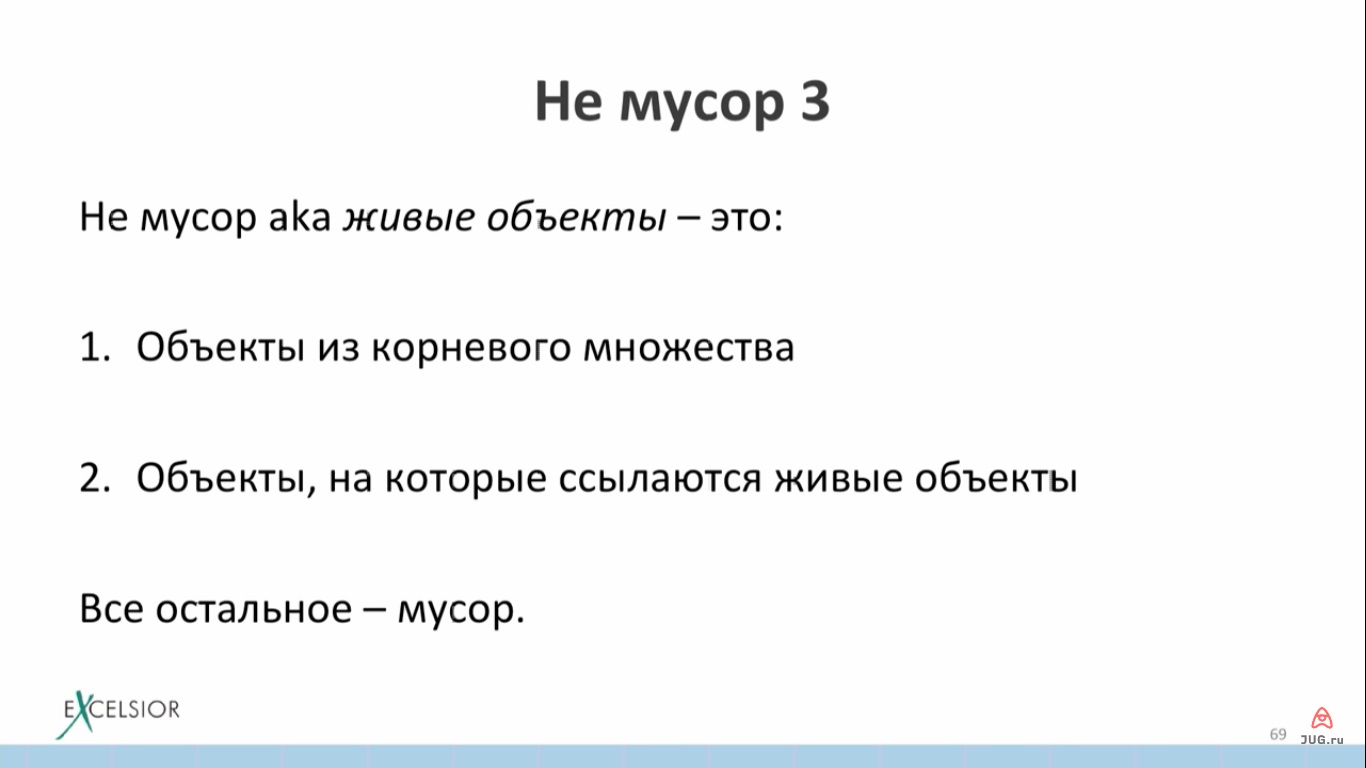 Не мусор 3
Не мусор aka живые объекты – это:
1. Объекты из корневого множества
2. Объекты, на которые ссылаются живые объекты
Все остальное – мусор.
EXCELSIOR
69
JUG.ru